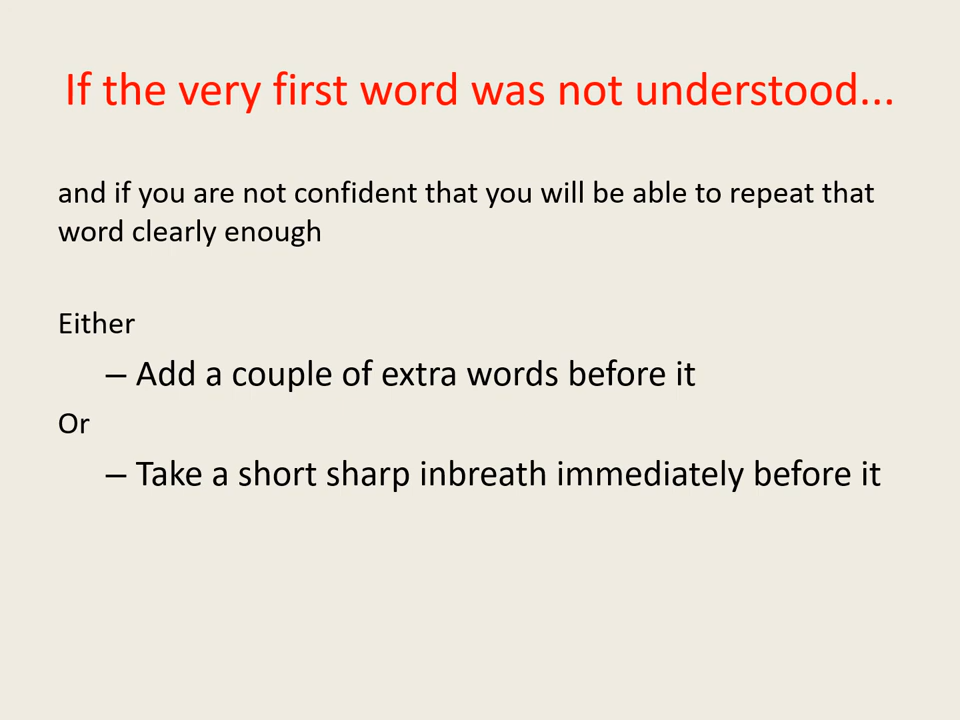 If the very first word was not understood...
and if you are not confident that you will be able to repeat that
word clearly enough
Either
– Add a couple of extra words before it
Or
– Take a short sharp inbreath immediately before it